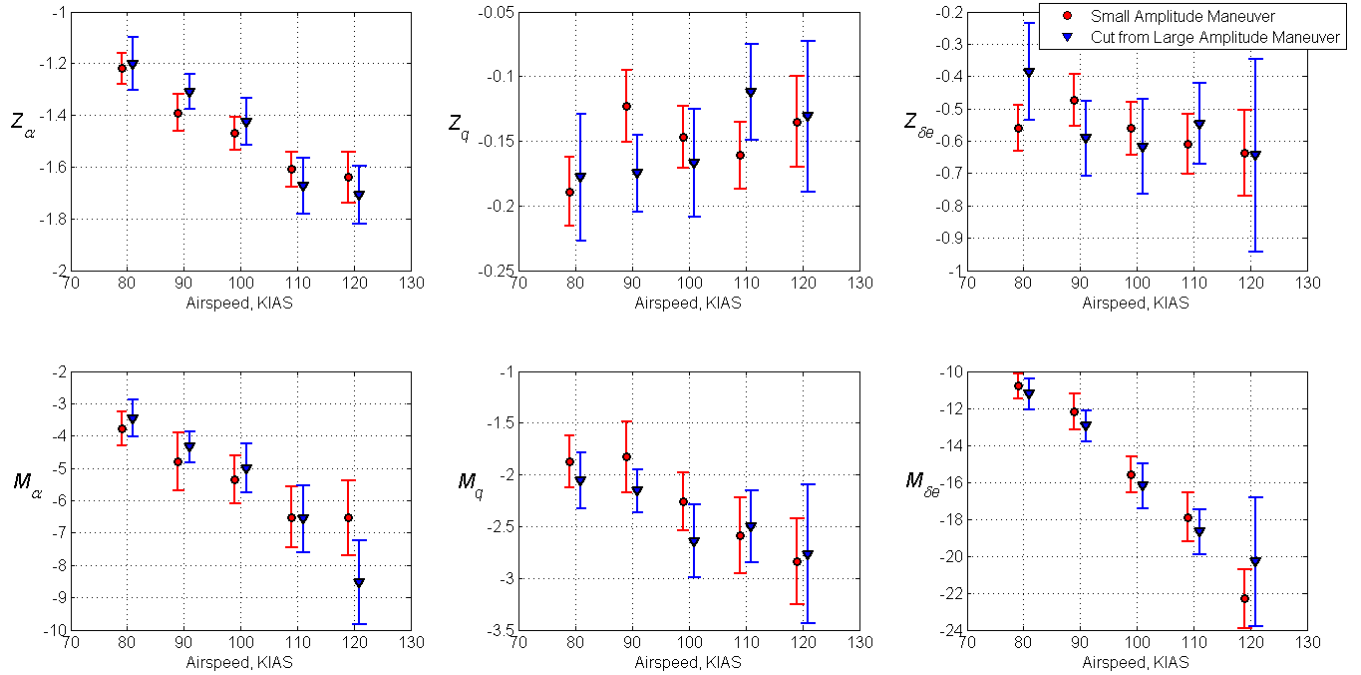 -1
-1.2
-1.4
-1.6
-1.8
-2
Zα
70 80 90 100 110 120 130
Airspeed, KIAS
-0.05
-0.1
-0.15
-0.2
-0.25
Zq
70 80 90 100 110 120 130
Airspeed, KIAS
Small Amplitude Maneuver
Cut from Large Amplitude Maneuver
-0.2
-0.3
-0.4
-0.5
-0.6
-0.7
-0.8
-0.9
-1
Zδe
70 80 90 100 110 120 130
Airspeed, KIAS
-2
-3
-4
-5
-6
-7
-8
-9
-10
Mα
70 80 90 100 110 120 130
Airspeed, KIAS
-1
-1.5
-2
-2.5
-3
-3.5
Mq
70 80 90 100 110 120 130
Airspeed, KIAS
-10
-12
-14
-16
-18
-20
-22
-24
Mδe
70 80 90 100 110 120 130
Airspeed, KIAS